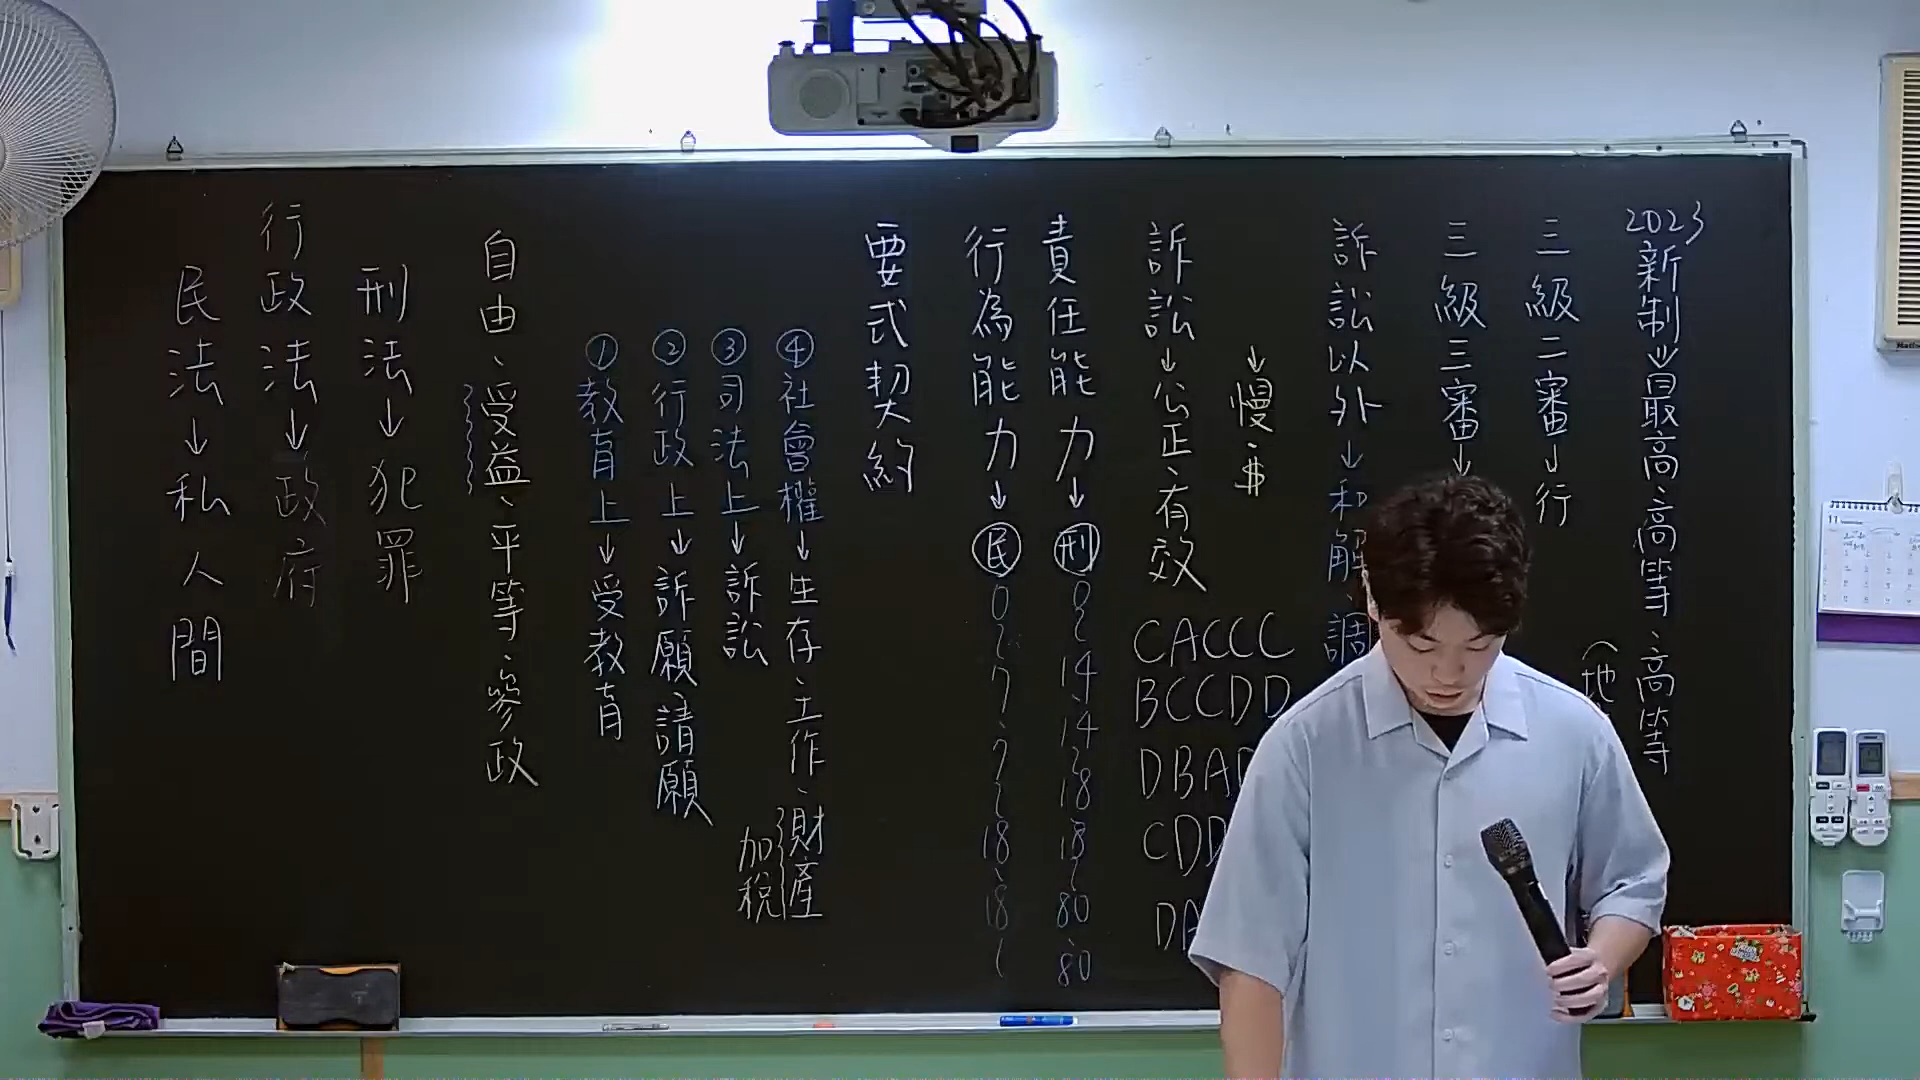 2023新制→最高、高等、高等
(地
三級二審→行
三級三審→
訴訟以外→和解、調
↓慢、$
訴訟→公正、有效
CACCC
BCCDD
DBA
CDD
DA
責任能力→刑
0
~
14
14
~
18
18
~
80
80
行為能力→民
0
~
7
7
~
18
18
~
要式契約
④社會權→生存、工作、財產
加稅
③司法上→訴訟
②行政上→訴願、請願
①教育上→受教育
自由、受益、平等、參政
刑法→犯罪
行政法→政府
民法→私人間
11